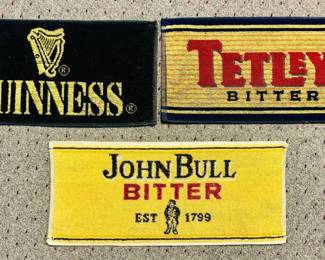 UINNESS®
TETLEY
BITTER
JOHN BULL
BITTER
EST 1799